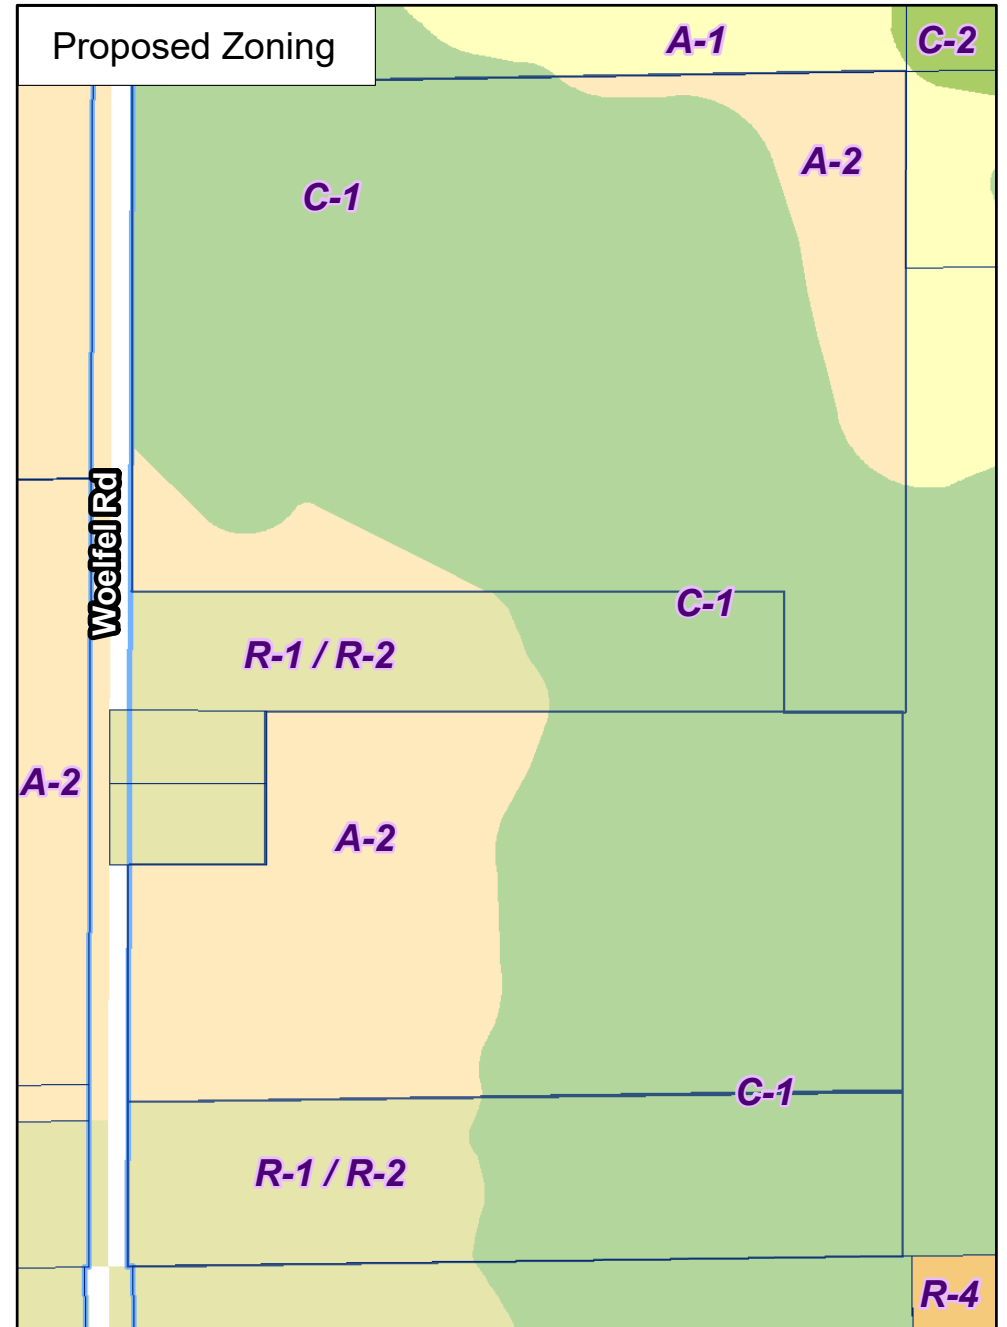 Proposed Zoning
A-1
C-2
A-2
C-1
Woelfel Rd
C-1
R-1 / R-2
A-2
A-2
C-1
R-1 / R-2
R-4